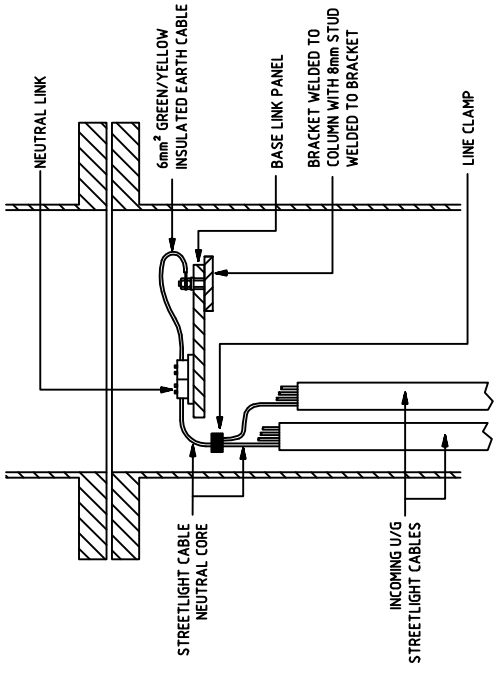 NEUTRAL LINK
6mm² GREEN/YELLOW
INSULATED EARTH CABLE
BASE LINK PANEL
BRACKET WELDED TO
COLUMN WITH 8mm STUD
WELDED TO BRACKET
LINE CLAMP
STREETLIGHT CABLE
NEUTRAL CORE
INCOMING U/G
STREETLIGHT CABLES